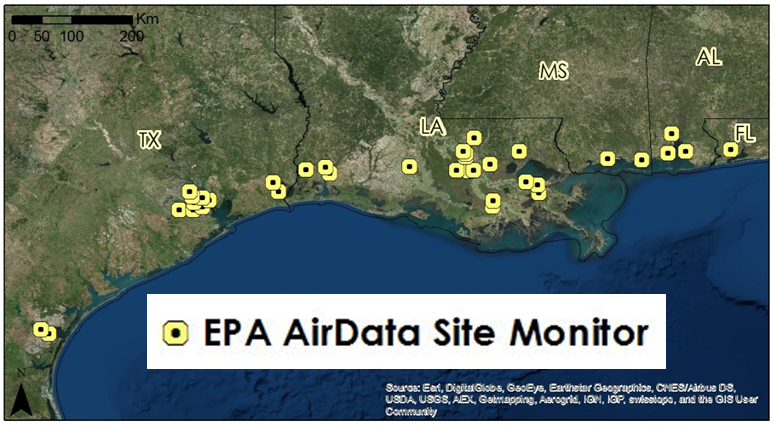 Km
0 50 100 200
MS
AL
TX
LA
FL
EPA AirData Site Monitor
N
Source: Esri, DigitalGlobe, GeoEye, Earthstar Geographics, CNES/Airbus DS,
USDA, USGS, AEX, Getmapping, Aerogrid, IGN, IGP, swisstopo, and the GIS User
Community